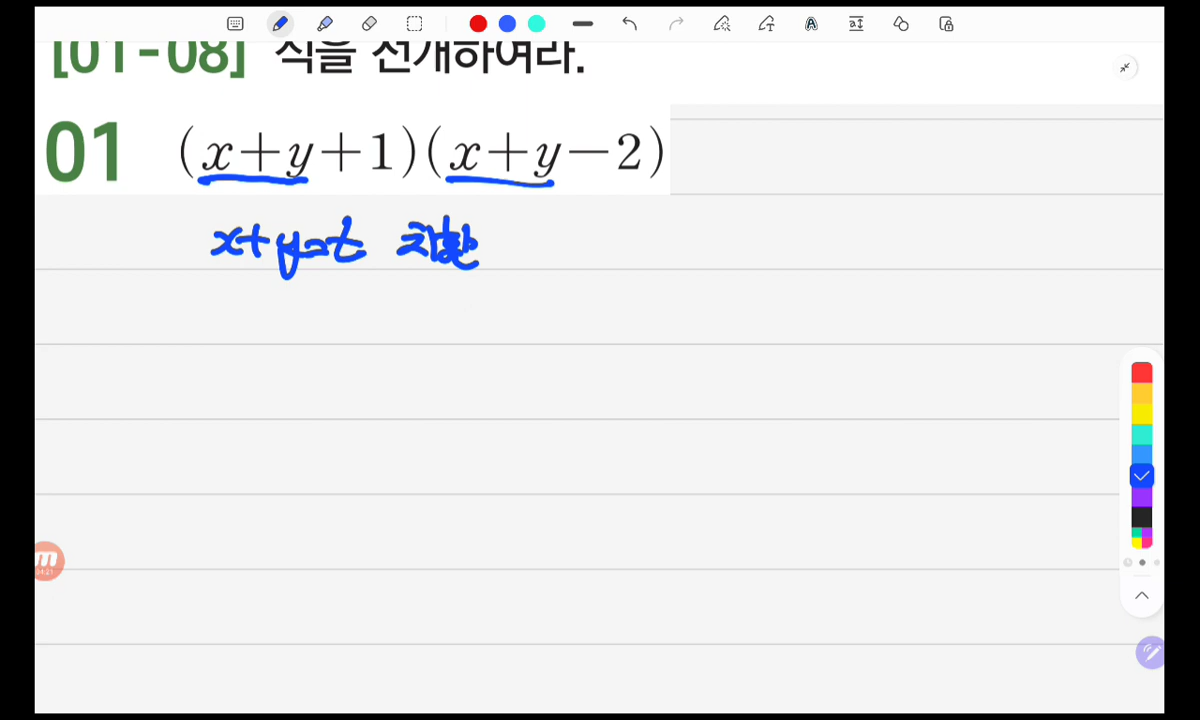 [01-08] 식을 전개하여라.
01 (x+y+1)(x+y-2)
x+y=t 치환